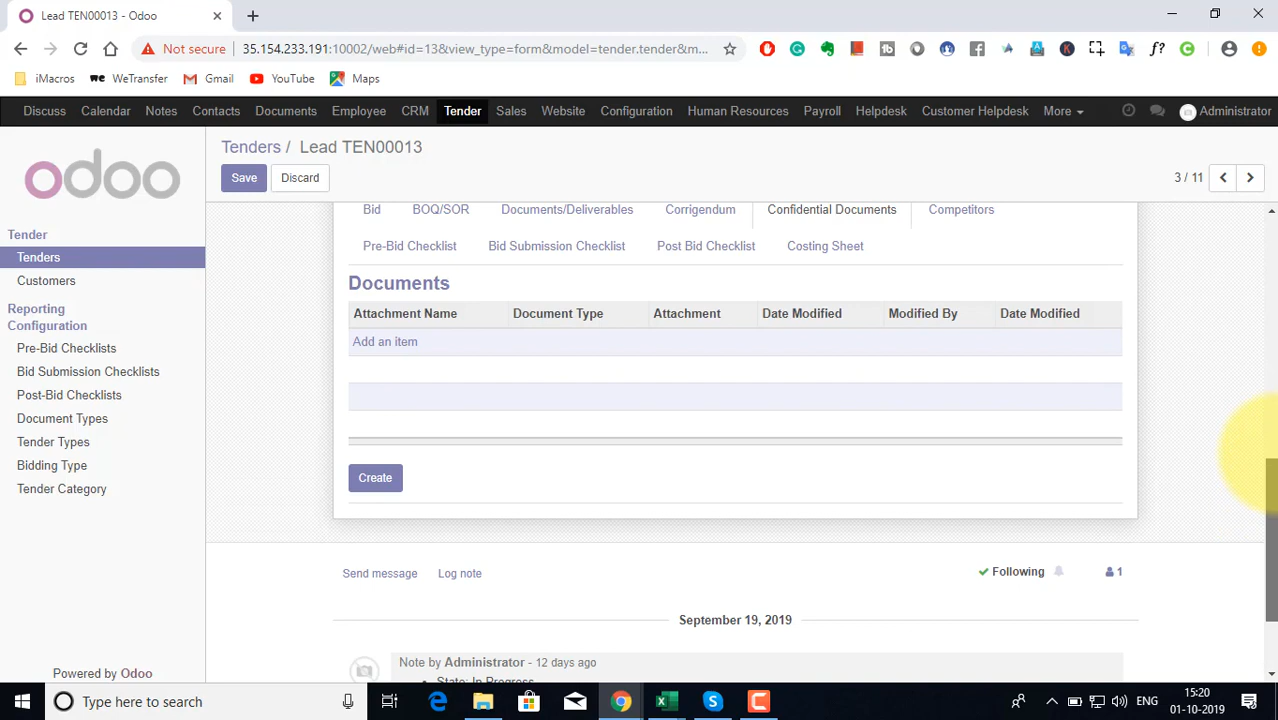 Lead TEN00013 - Odoo
Not secure 35.154.233.191:10002/web#id=13&view_type=form&model=tender.tender&m...
iMacros WeTransfer Gmail YouTube Maps
Discuss Calendar Notes Contacts Documents Employee CRM Tender Sales Website Configuration Human Resources Payroll Helpdesk Customer Helpdesk More Administrator
odoo
Tenders / Lead TEN00013
Save Discard
3 / 11
Tender
Tenders
Customers
Reporting
Configuration
Pre-Bid Checklists
Bid Submission Checklists
Post-Bid Checklists
Document Types
Tender Types
Bidding Type
Tender Category
Powered by Odoo
Bid BOQ/SOR Documents/Deliverables Corrigendum Confidential Documents Competitors
Pre-Bid Checklist Bid Submission Checklist Post Bid Checklist Costing Sheet
Documents
Attachment Name Document Type Attachment Date Modified Modified By Date Modified
Add an item
Create
Send message Log note Following 1
September 19, 2019
Note by Administrator - 12 days ago
State: In Progress
Type here to search
ENG
15:20
01-10-2019